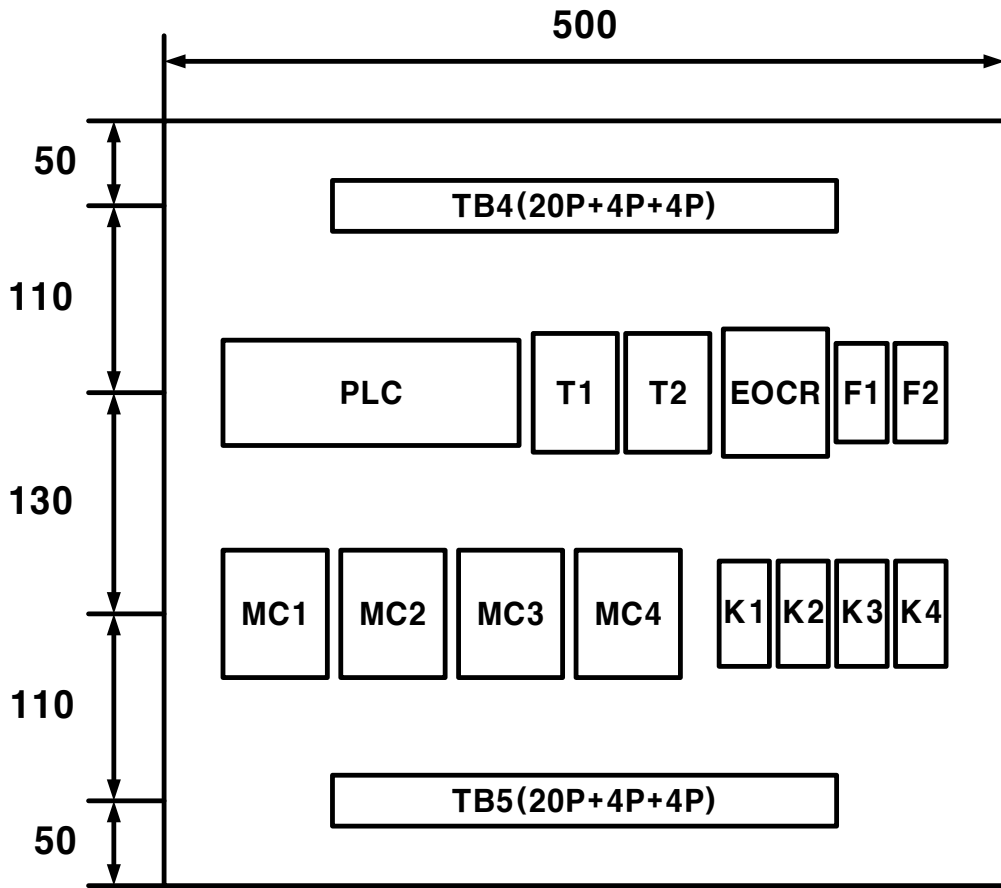 500
50
TB4(20P+4P+4P)
110
PLC T1 T2 EOCR F1 F2
130
MC1 MC2 MC3 MC4 K1 K2 K3 K4
110
TB5(20P+4P+4P)
50